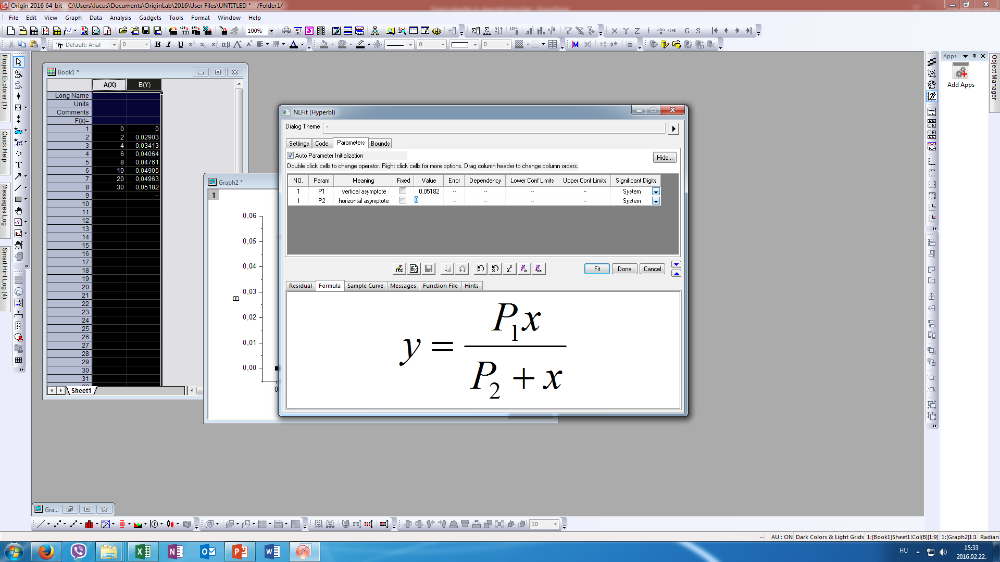 Origin 2016 64-bit - C:\Users\Jucus\Documents\OriginLab\2016\User Files\UNTITLED * - /Folder1/
File Edit View Graph Data Analysis Gadgets Tools Format Window Help
100%
Default: Arial 0 B I U αβ A A A 0 0
Project Explorer (1)
Quick Help
Messages Log
Smart Hint Log (4)
Book1 *
A(X) B(Y)
Long Name
Units
Comments
F(x)=
1 0 0
2 2 0,02903
3 4 0,03413
4 6 0,04064
5 8 0,04761
6 10 0,04905
7 20 0,04963
8 30 0,05182
9 --
10
11
12
13
14
15
16
17
18
19
20
21
22
23
24
25
26
27
28
29
30
31
Sheet1
Graph2 *
1
0,06
0,05
0,04
0,03
0,02
0,01
0,00
B
0
NLFit (Hyperbl)
Dialog Theme *
Settings Code Parameters Bounds
Auto Parameter Initialization
Hide...
Double click cells to change operator. Right click cells for more options. Drag column header to change column orders.
NO. Param Meaning Fixed Value Error Dependency Lower Conf Limits Upper Conf Limits Significant Digits
1 P1 vertical asymptote 0,05182 -- -- -- -- System
1 P2 horizontal asymptote 0 -- -- -- -- System
Fit Done Cancel
Residual Formula Sample Curve Messages Function File Hints
y = P1x / P2 + x
Apps
Add Apps
Object Manager
Gra...
10
-- AU : ON Dark Colors & Light Grids 1:[Book1]Sheet1!Col(B)[1:9] 1:[Graph2]1!1 Radian
HU
15:33
2016.02.22.